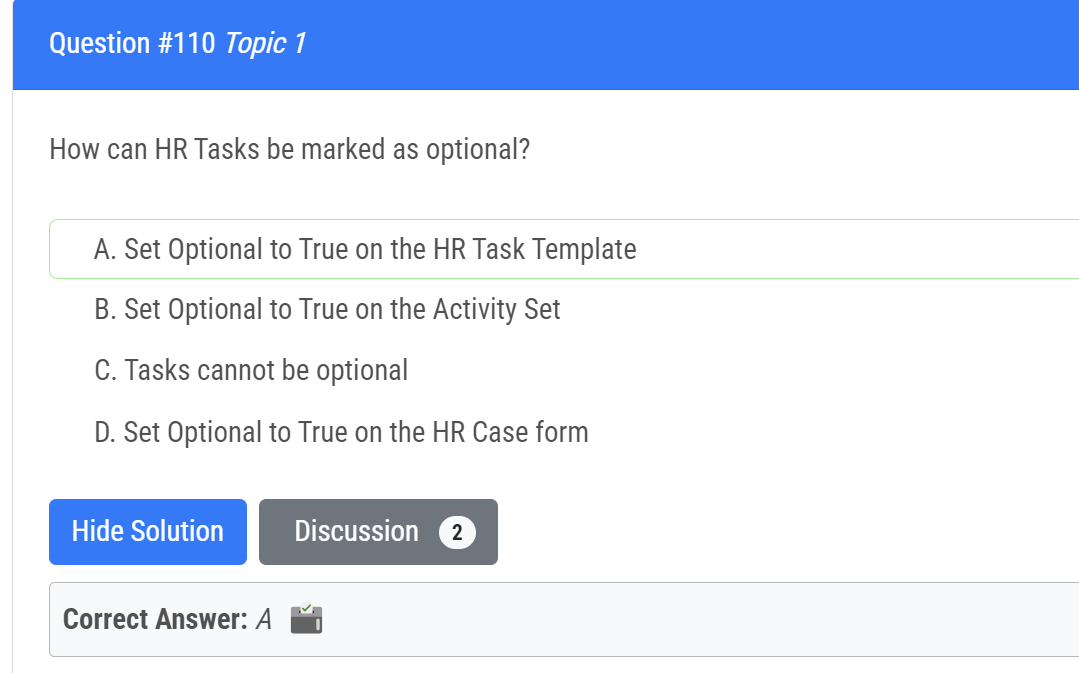 Question #110 Topic 1
How can HR Tasks be marked as optional?
A. Set Optional to True on the HR Task Template
B. Set Optional to True on the Activity Set
C. Tasks cannot be optional
D. Set Optional to True on the HR Case form
Hide Solution Discussion 2
Correct Answer: A